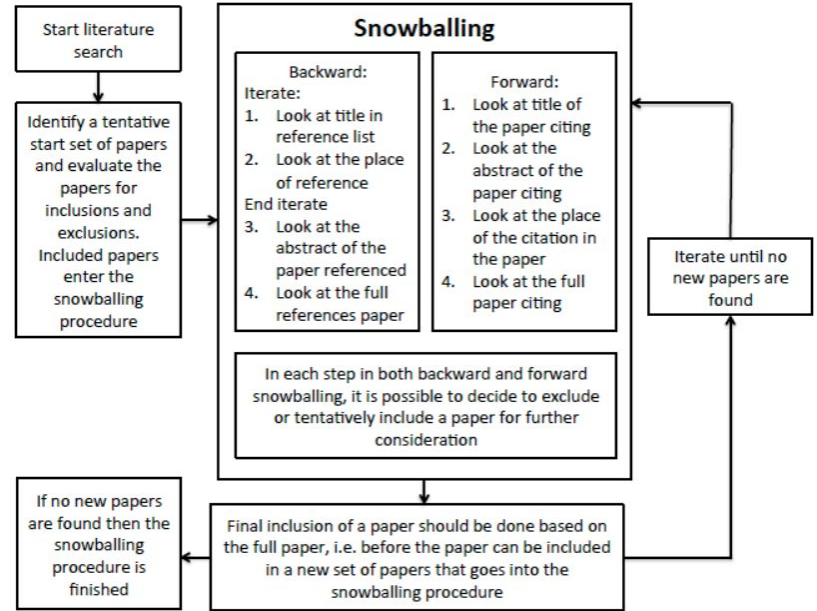 Start literature
search
Identify a tentative
start set of papers
and evaluate the
papers for
inclusions and
exclusions.
Included papers
enter the
snowballing
procedure
Snowballing
Backward:
Iterate:
1. Look at title in
reference list
2. Look at the place
of reference
End iterate
3. Look at the
abstract of the
paper referenced
4. Look at the full
references paper
Forward:
1. Look at title of
the paper citing
2. Look at the
abstract of the
paper citing
3. Look at the place
of the citation in
the paper
4. Look at the full
paper citing
In each step in both backward and forward
snowballing, it is possible to decide to exclude
or tentatively include a paper for further
consideration
Iterate until no
new papers are
found
Final inclusion of a paper should be done based on
the full paper, i.e. before the paper can be included
in a new set of papers that goes into the
snowballing procedure
If no new papers
are found then the
snowballing
procedure is
finished